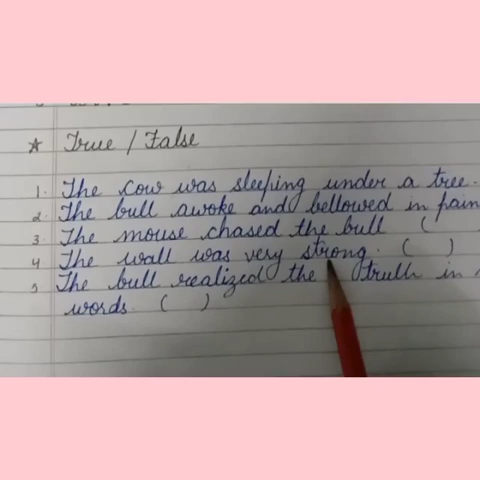 * True / False
1. The cow was sleeping under a tree.
2. The bull awoke and bellowed in pain
3. The mouse chased the bull (
4 The wall was very strong. ( )
5 The bull realized the truth in
words. ( )